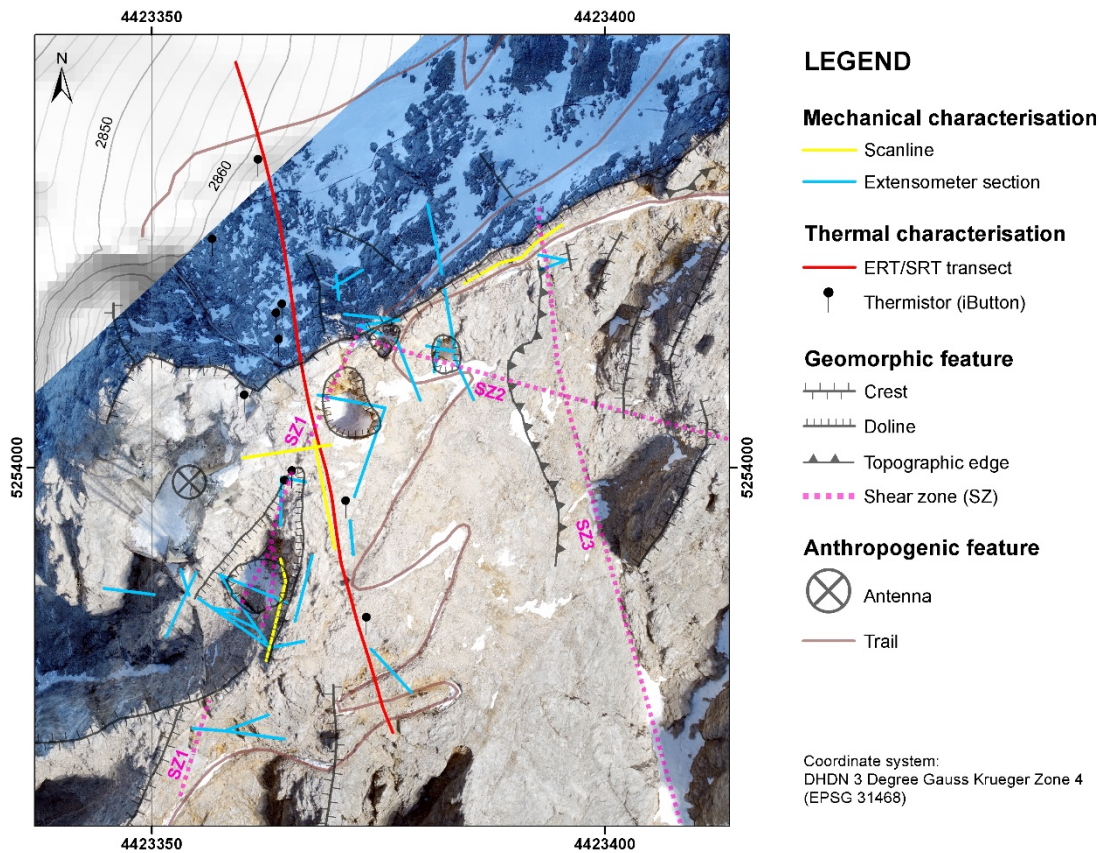 4423350
4423400
N
2850
2860
5254000
5254000
SZ1
SZ2
SZ3
SZ1
4423350
4423400
LEGEND
Mechanical characterisation
Scanline
Extensometer section
Thermal characterisation
ERT/SRT transect
Thermistor (iButton)
Geomorphic feature
Crest
Doline
Topographic edge
Shear zone (SZ)
Anthropogenic feature
Antenna
Trail
Coordinate system:
DHDN 3 Degree Gauss Krueger Zone 4
(EPSG 31468)